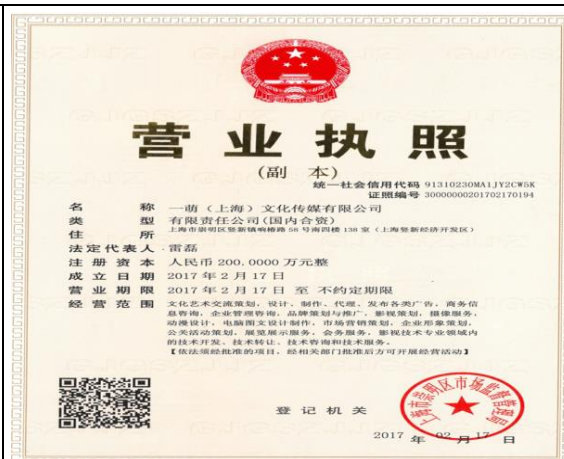 营业执照
(副 本)
统一社会信用代码 91310230MA1JY2CW5K
证照编号 30000000201702170194
名 称 一萌（上海）文化传媒有限公司
类 型 有限责任公司(国内合资)
住 所 上海市崇明区竖新镇响椿路58号南四楼138室（上海竖新经济开发区）
法定代表人 雷磊
注册资本 人民币200.0000万元整
成立日期 2017年2月17日
营业期限 2017年2月17日 至 不约定期限
经营范围 文化艺术交流策划，设计、制作、代理、发布各类广告，商务信
息咨询，企业管理咨询，品牌策划与推广，影视策划，摄像服务，
动漫设计，电脑图文设计制作，市场营销策划，企业形象策划，
公关活动策划，展览展示服务，会务服务，影视技术专业领域内
的技术开发、技术转让、技术咨询和技术服务。
【依法须经批准的项目，经相关部门批准后方可开展经营活动】
登记机关
上海市崇明区市场监督管理局
2017 年 02 月 17 日